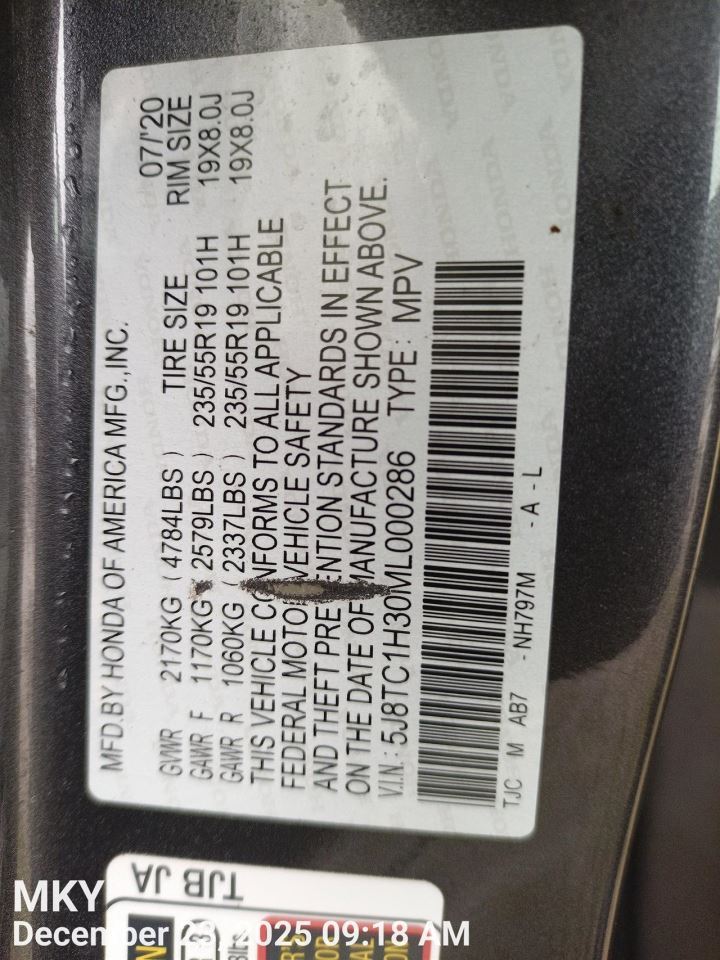 MFD.BY HONDA OF AMERICA MFG.,INC. 07/'20
GVWR 2170KG (4784LBS) TIRE SIZE RIM SIZE
GAWR F 1170KG (2579LBS) 235/55R19 101H 19X8.0J
GAWR R 1060KG (2337LBS) 235/55R19 101H 19X8.0J
THIS VEHICLE CONFORMS TO ALL APPLICABLE
FEDERAL MOTOR VEHICLE SAFETY
AND THEFT PREVENTION STANDARDS IN EFFECT
ON THE DATE OF MANUFACTURE SHOWN ABOVE.
V.I.N.: 5J8TC1H30ML000286 TYPE: MPV
TJC M AB7 -NH797M -A-L
TJB JA
MKY
December 23, 2025 09:18 AM